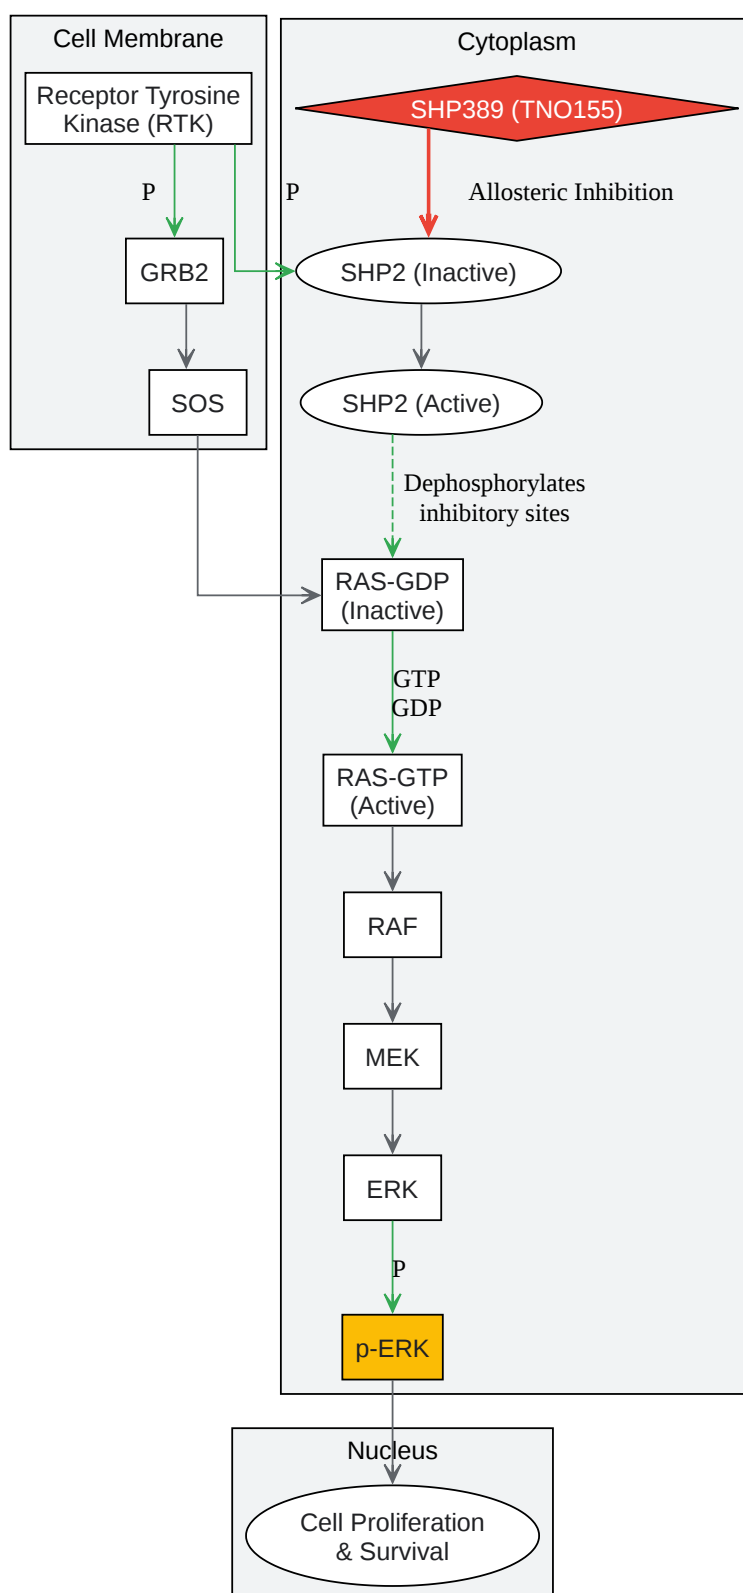 Cell Membrane
Cytoplasm
Receptor Tyrosine
Kinase (RTK)
SHP389 (TNO155)
P
P
Allosteric Inhibition
GRB2
SHP2 (Inactive)
SOS
SHP2 (Active)
Dephosphorylates
inhibitory sites
RAS-GDP
(Inactive)
GTP
GDP
RAS-GTP
(Active)
RAF
MEK
ERK
P
p-ERK
Nucleus
Cell Proliferation
& Survival